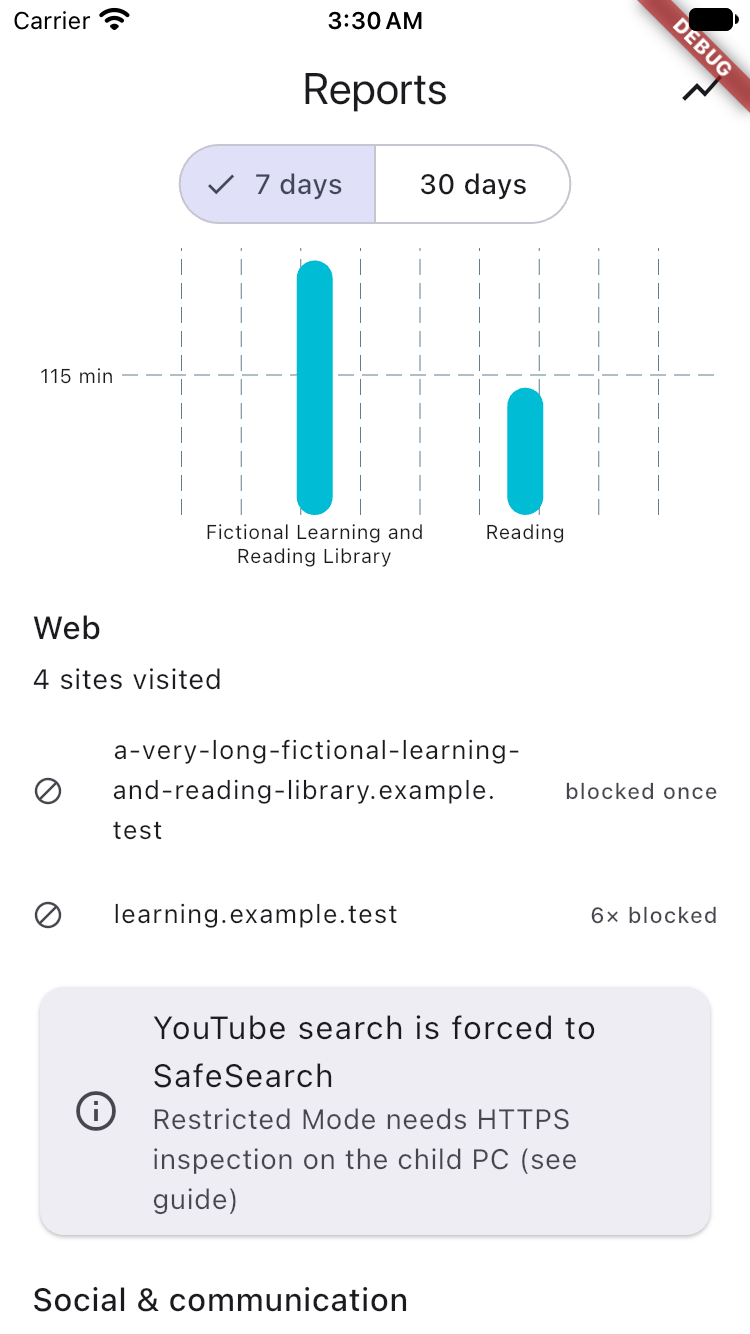 Carrier
3:30 AM
DEBUG
Reports
7 days
30 days
115 min
Fictional Learning and
Reading Library
Reading
Web
4 sites visited
a-very-long-fictional-learning-
and-reading-library.example.
test
blocked once
learning.example.test
6× blocked
YouTube search is forced to
SafeSearch
Restricted Mode needs HTTPS
inspection on the child PC (see
guide)
Social & communication